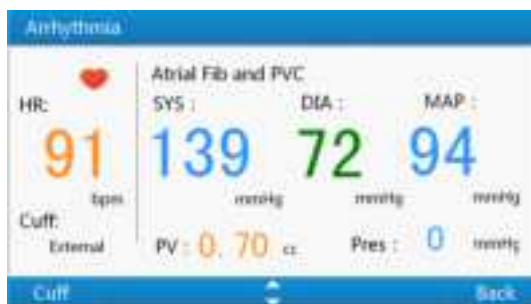 Arrhythmia
Atrial Fib and PVC
HR:
SYS :
DIA :
MAP :
91
139
72
94
bpm
mmHg
mmHg
mmHg
Cuff:
External
PV : 0. 70 cc
Pres : 0 mmHg
Cuff
Back